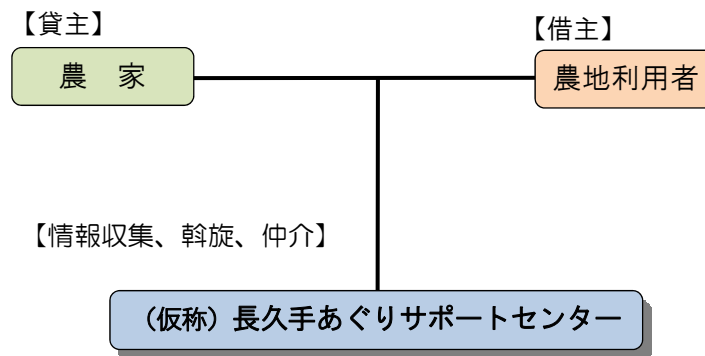 【貸主】
【借主】
農　家
農地利用者
【情報収集、斡旋、仲介】
（仮称）長久手あぐりサポートセンター